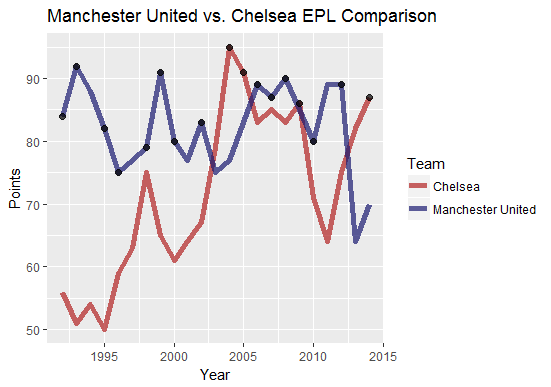 Manchester United vs. Chelsea EPL Comparison
90
80
70
60
50
Points
1995 2000 2005 2010 2015
Year
Team
Chelsea
Manchester United